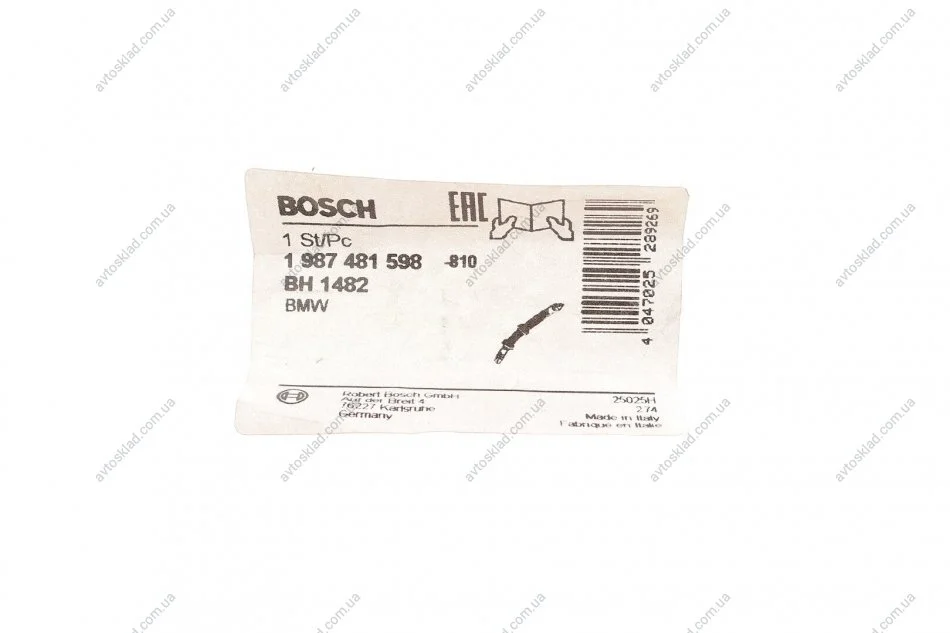 BOSCH
EAC
1 St/Pc
1 987 481 598 -810
BH 1482
BMW
4 047025 289269
Robert Bosch GmbH
Auf der Breit 4
76227 Karlsruhe
Germany
25025H
274
Made in Italy
Fabriqué en Italie
avtosklad.com.ua